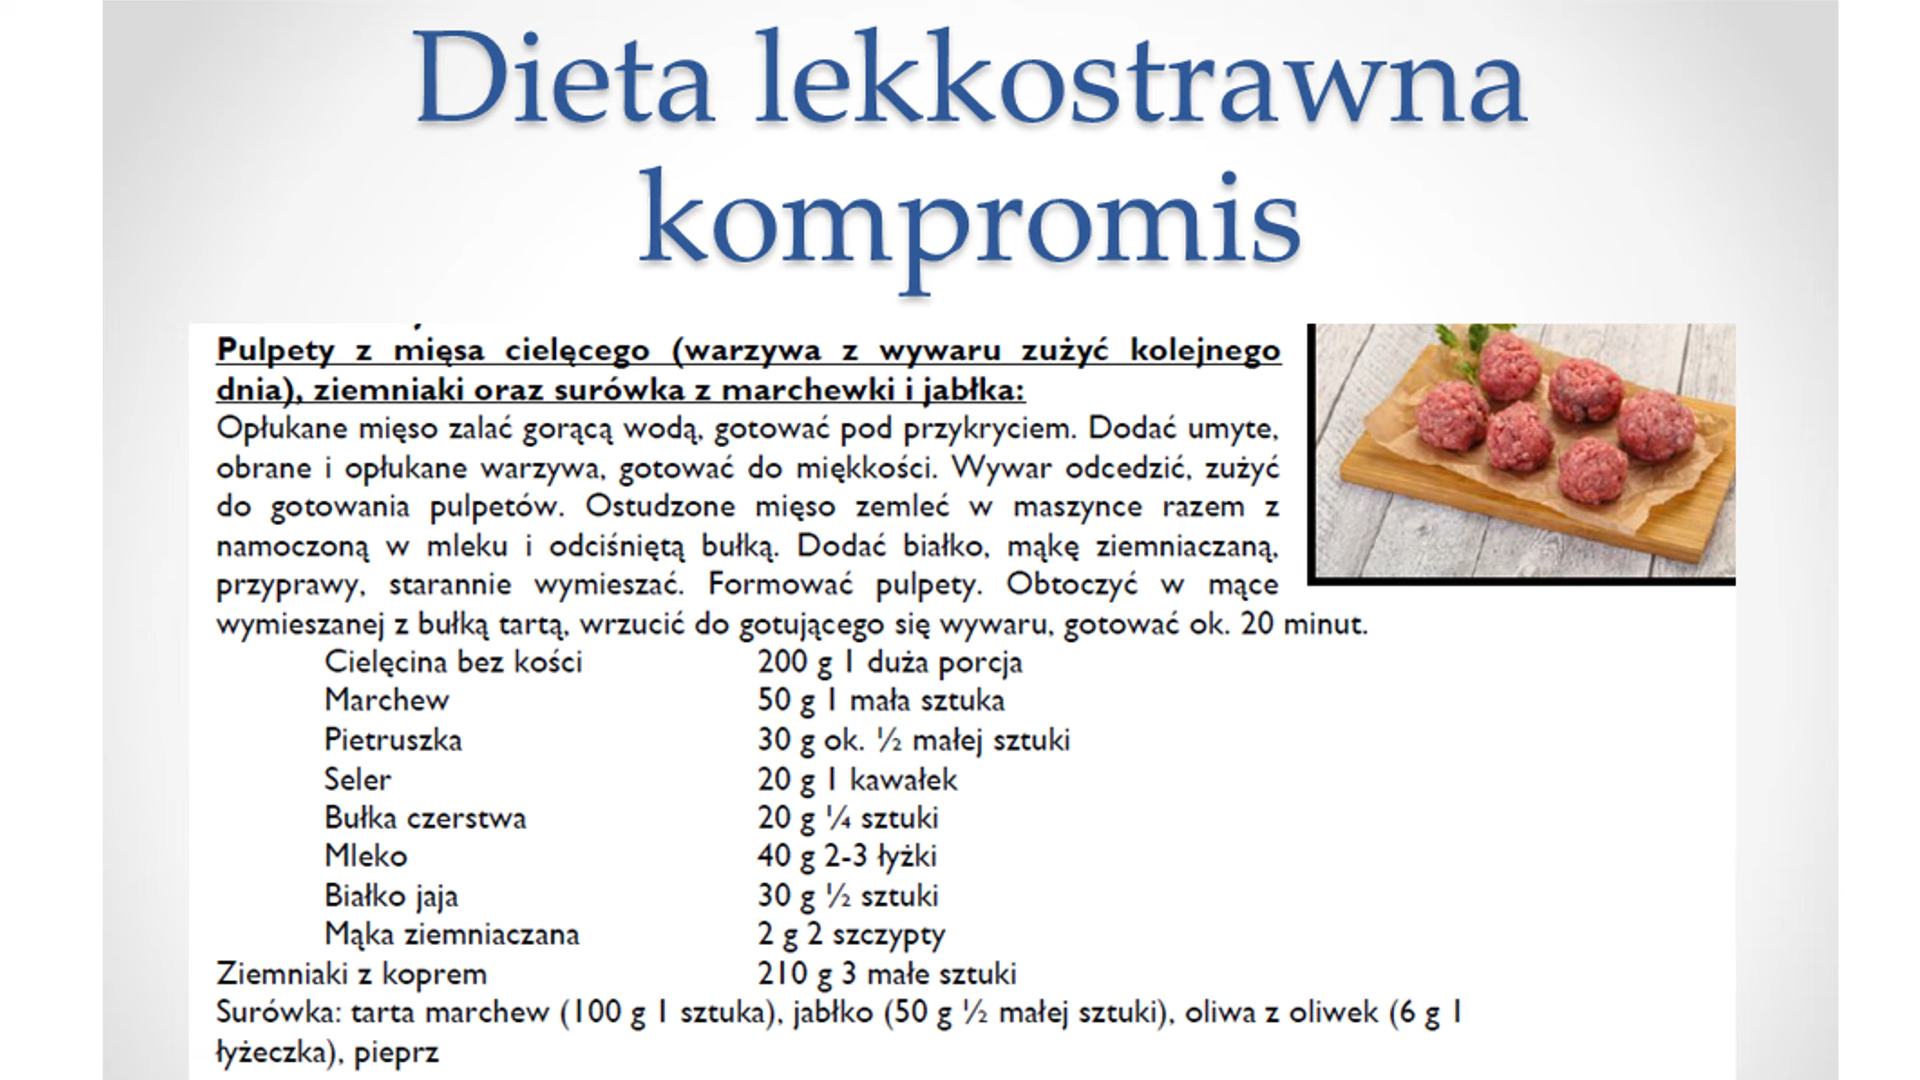 Dieta lekkostrawna
kompromis
Pulpety z mięsa cielęcego (warzywa z wywaru zużyć kolejnego
dnia), ziemniaki oraz surówka z marchewki i jabłka:
Opłukane mięso zalać gorącą wodą, gotować pod przykryciem. Dodać umyte,
obrane i opłukane warzywa, gotować do miękkości. Wywar odcedzić, zużyć
do gotowania pulpetów. Ostudzone mięso zemleć w maszynce razem z
namoczoną w mleku i odciśniętą bułką. Dodać białko, mąkę ziemniaczaną,
przyprawy, starannie wymieszać. Formować pulpety. Obtoczyć w mące
wymieszanej z bułką tartą, wrzucić do gotującego się wywaru, gotować ok. 20 minut.
Cielęcina bez kości 200 g 1 duża porcja
Marchew 50 g 1 mała sztuka
Pietruszka 30 g ok. ½ małej sztuki
Seler 20 g 1 kawałek
Bułka czerstwa 20 g ¼ sztuki
Mleko 40 g 2-3 łyżki
Białko jaja 30 g ½ sztuki
Mąka ziemniaczana 2 g 2 szczypty
Ziemniaki z koprem 210 g 3 małe sztuki
Surówka: tarta marchew (100 g 1 sztuka), jabłko (50 g ½ małej sztuki), oliwa z oliwek (6 g 1
łyżeczka), pieprz